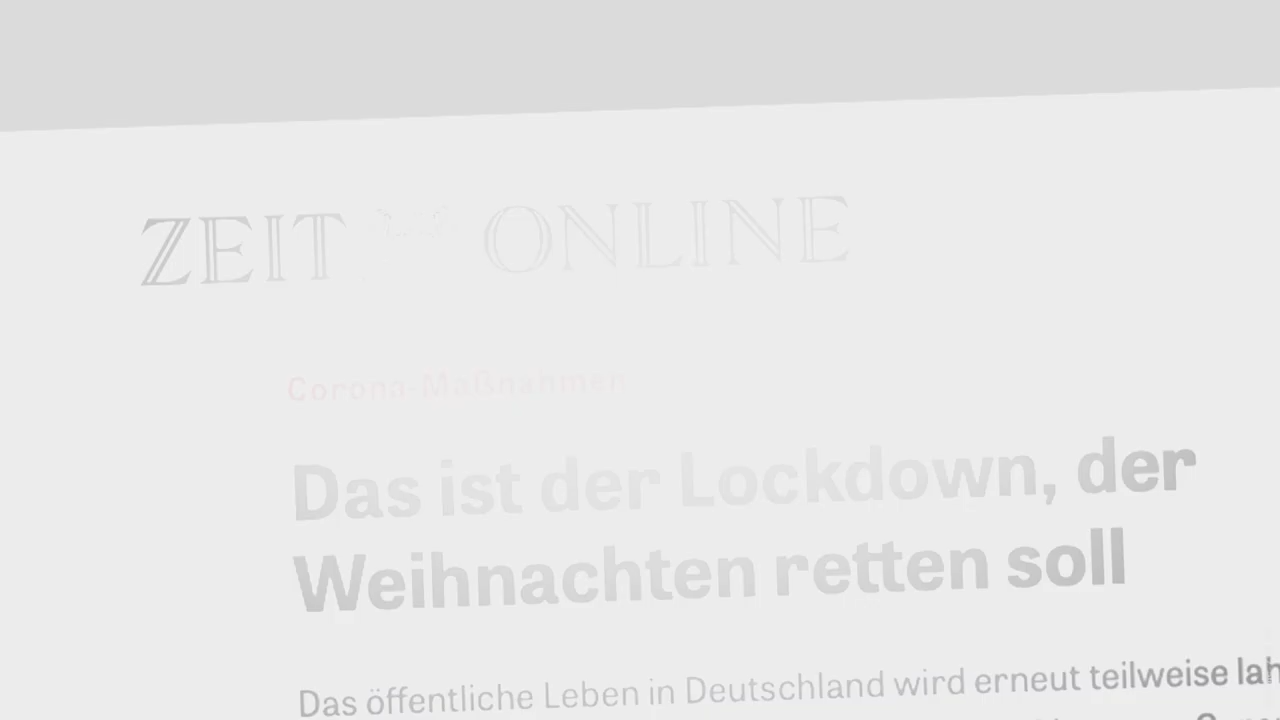 ZEIT ONLINE
Corona-Maßnahmen
Das ist der Lockdown, der
Weihnachten retten soll
Das öffentliche Leben in Deutschland wird erneut teilweise